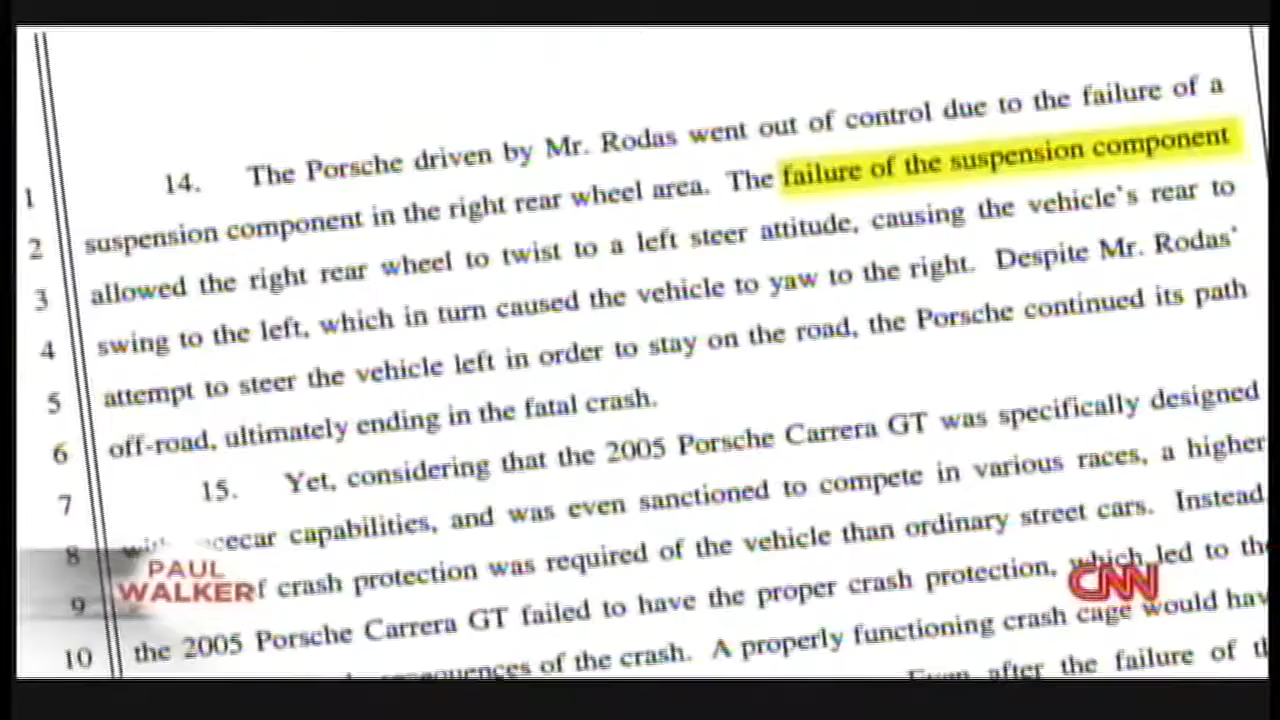 1 14. The Porsche driven by Mr. Rodas went out of control due to the failure of a
2 suspension component in the right rear wheel area. The failure of the suspension component
3 allowed the right rear wheel to twist to a left steer attitude, causing the vehicle's rear to
4 swing to the left, which in turn caused the vehicle to yaw to the right. Despite Mr. Rodas'
5 attempt to steer the vehicle left in order to stay on the road, the Porsche continued its path
6 off-road, ultimately ending in the fatal crash.
7 15. Yet, considering that the 2005 Porsche Carrera GT was specifically designed
8 capabilities, and was even sanctioned to compete in various races, a higher
9 crash protection was required of the vehicle than ordinary street cars. Instead
10 the 2005 Porsche Carrera GT failed to have the proper crash protection, which led to the
of the crash. A properly functioning crash cage would
after the failure of
PAUL
WALKER
CNN